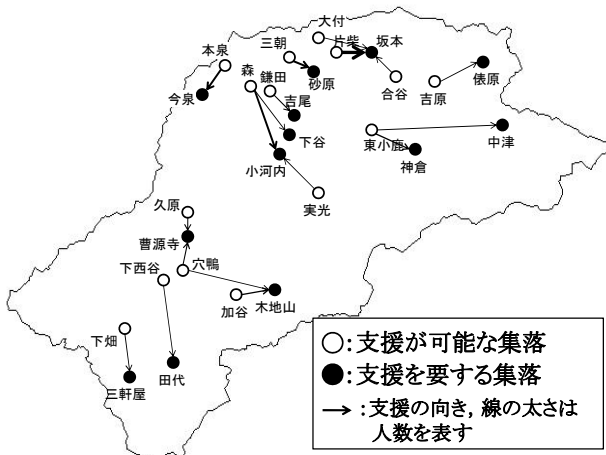 大付
三朝
片柴
坂本
本泉
森
鎌田
砂原
合谷
吉原
俵原
今泉
吉尾
下谷
東小鹿
中津
小河内
神倉
実光
久原
曹源寺
下西谷
穴鴨
加谷
木地山
下畑
三軒屋
田代
○:支援が可能な集落
●:支援を要する集落
→:支援の向き，線の太さは
人数を表す